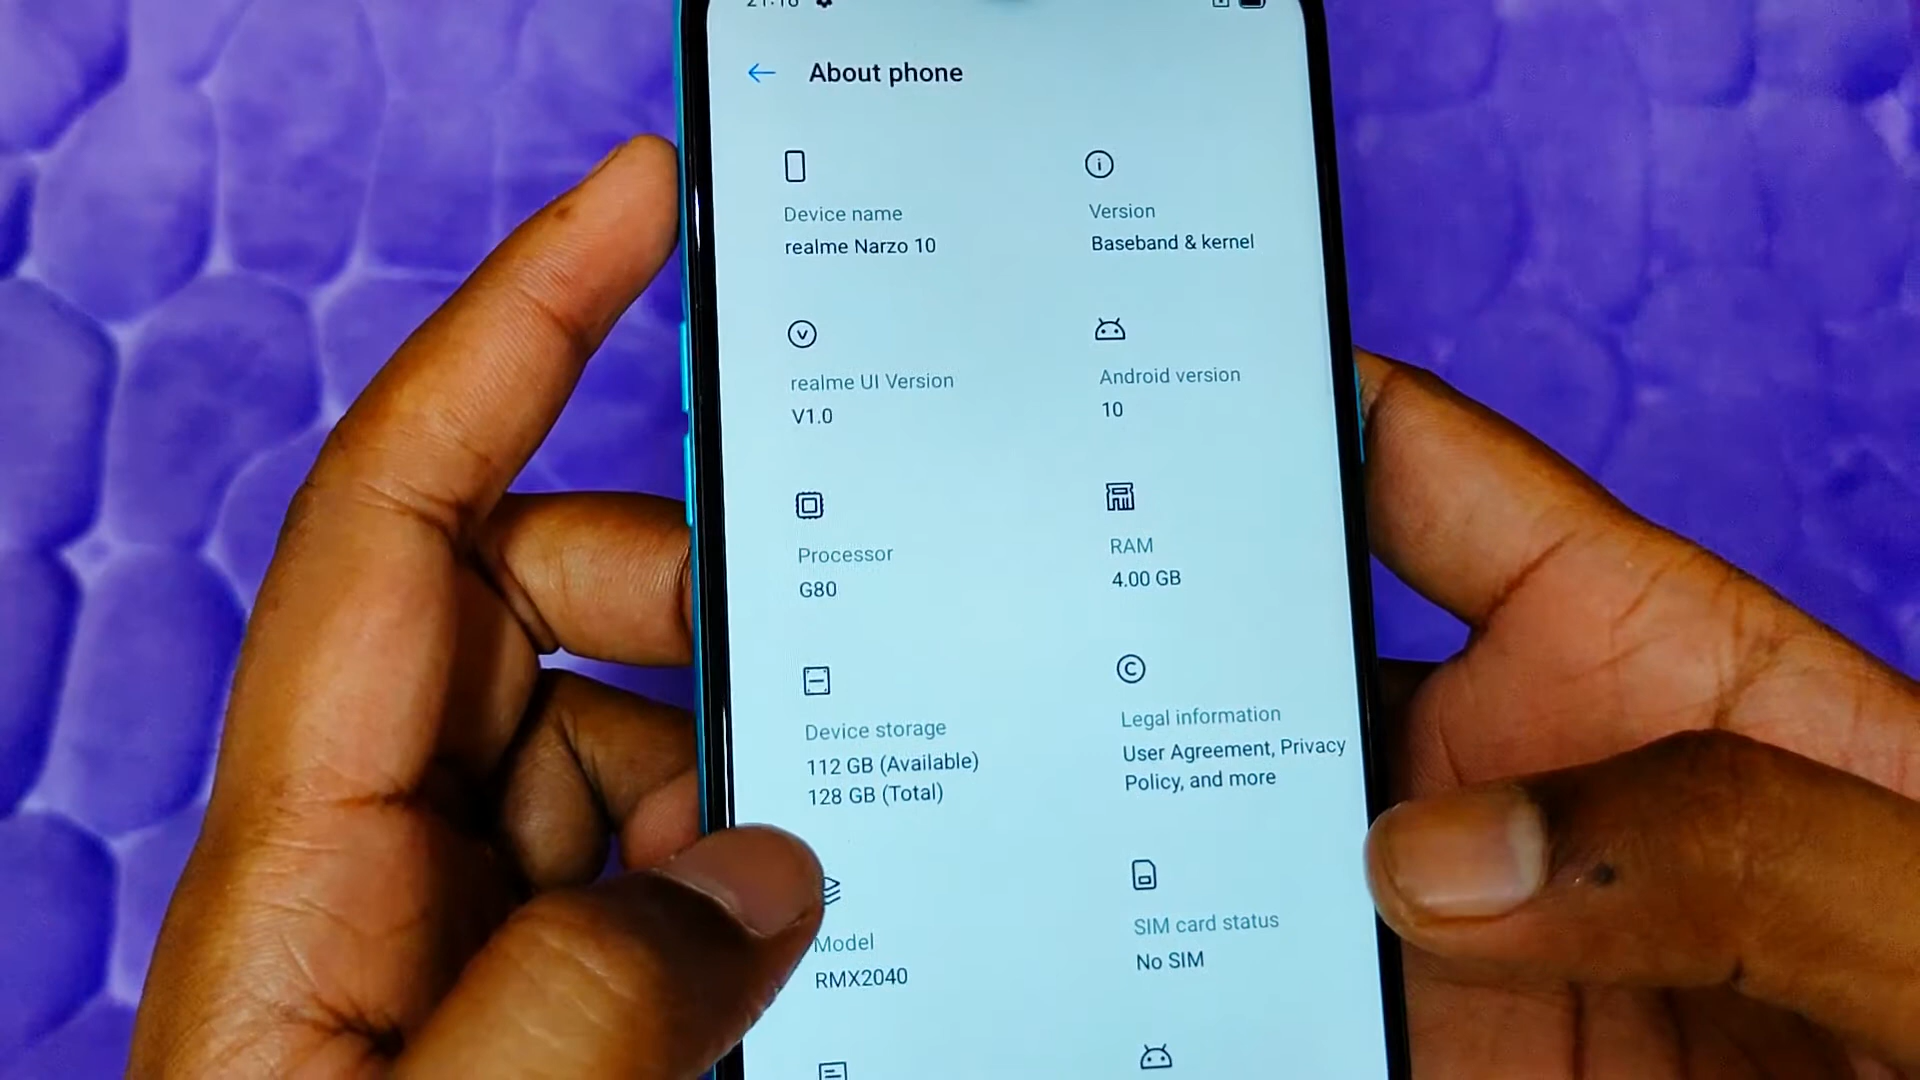 About phone
Device name
realme Narzo 10
Version
Baseband & kernel
realme UI Version
V1.0
Android version
10
Processor
G80
RAM
4.00 GB
Device storage
112 GB (Available)
128 GB (Total)
Legal information
User Agreement, Privacy
Policy, and more
Model
RMX2040
SIM card status
No SIM